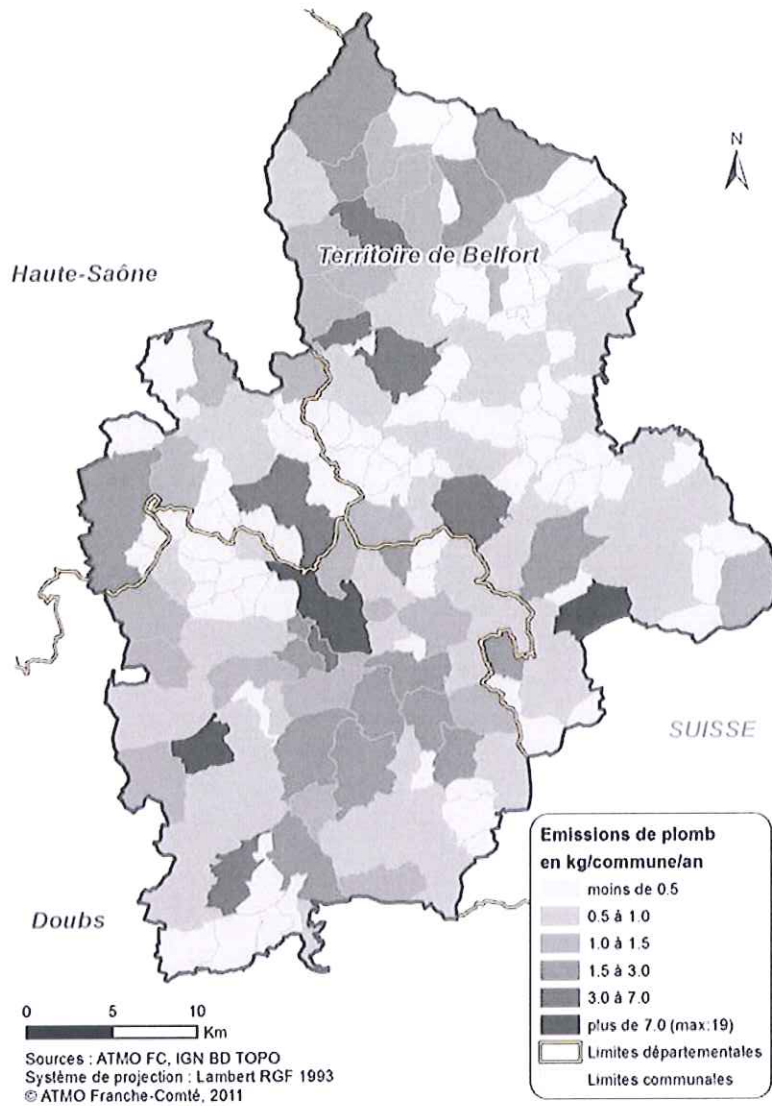 N
Territoire de Belfort
Haute-Saône
SUISSE
Doubs
Emissions de plomb
en kg/commune/an
moins de 0.5
0.5 à 1.0
1.0 à 1.5
1.5 à 3.0
3.0 à 7.0
plus de 7.0 (max:19)
Limites départementales
Limites communales
0 5 10
Km
Sources : ATMO FC, IGN BD TOPO
Système de projection : Lambert RGF 1993
© ATMO Franche-Comté, 2011